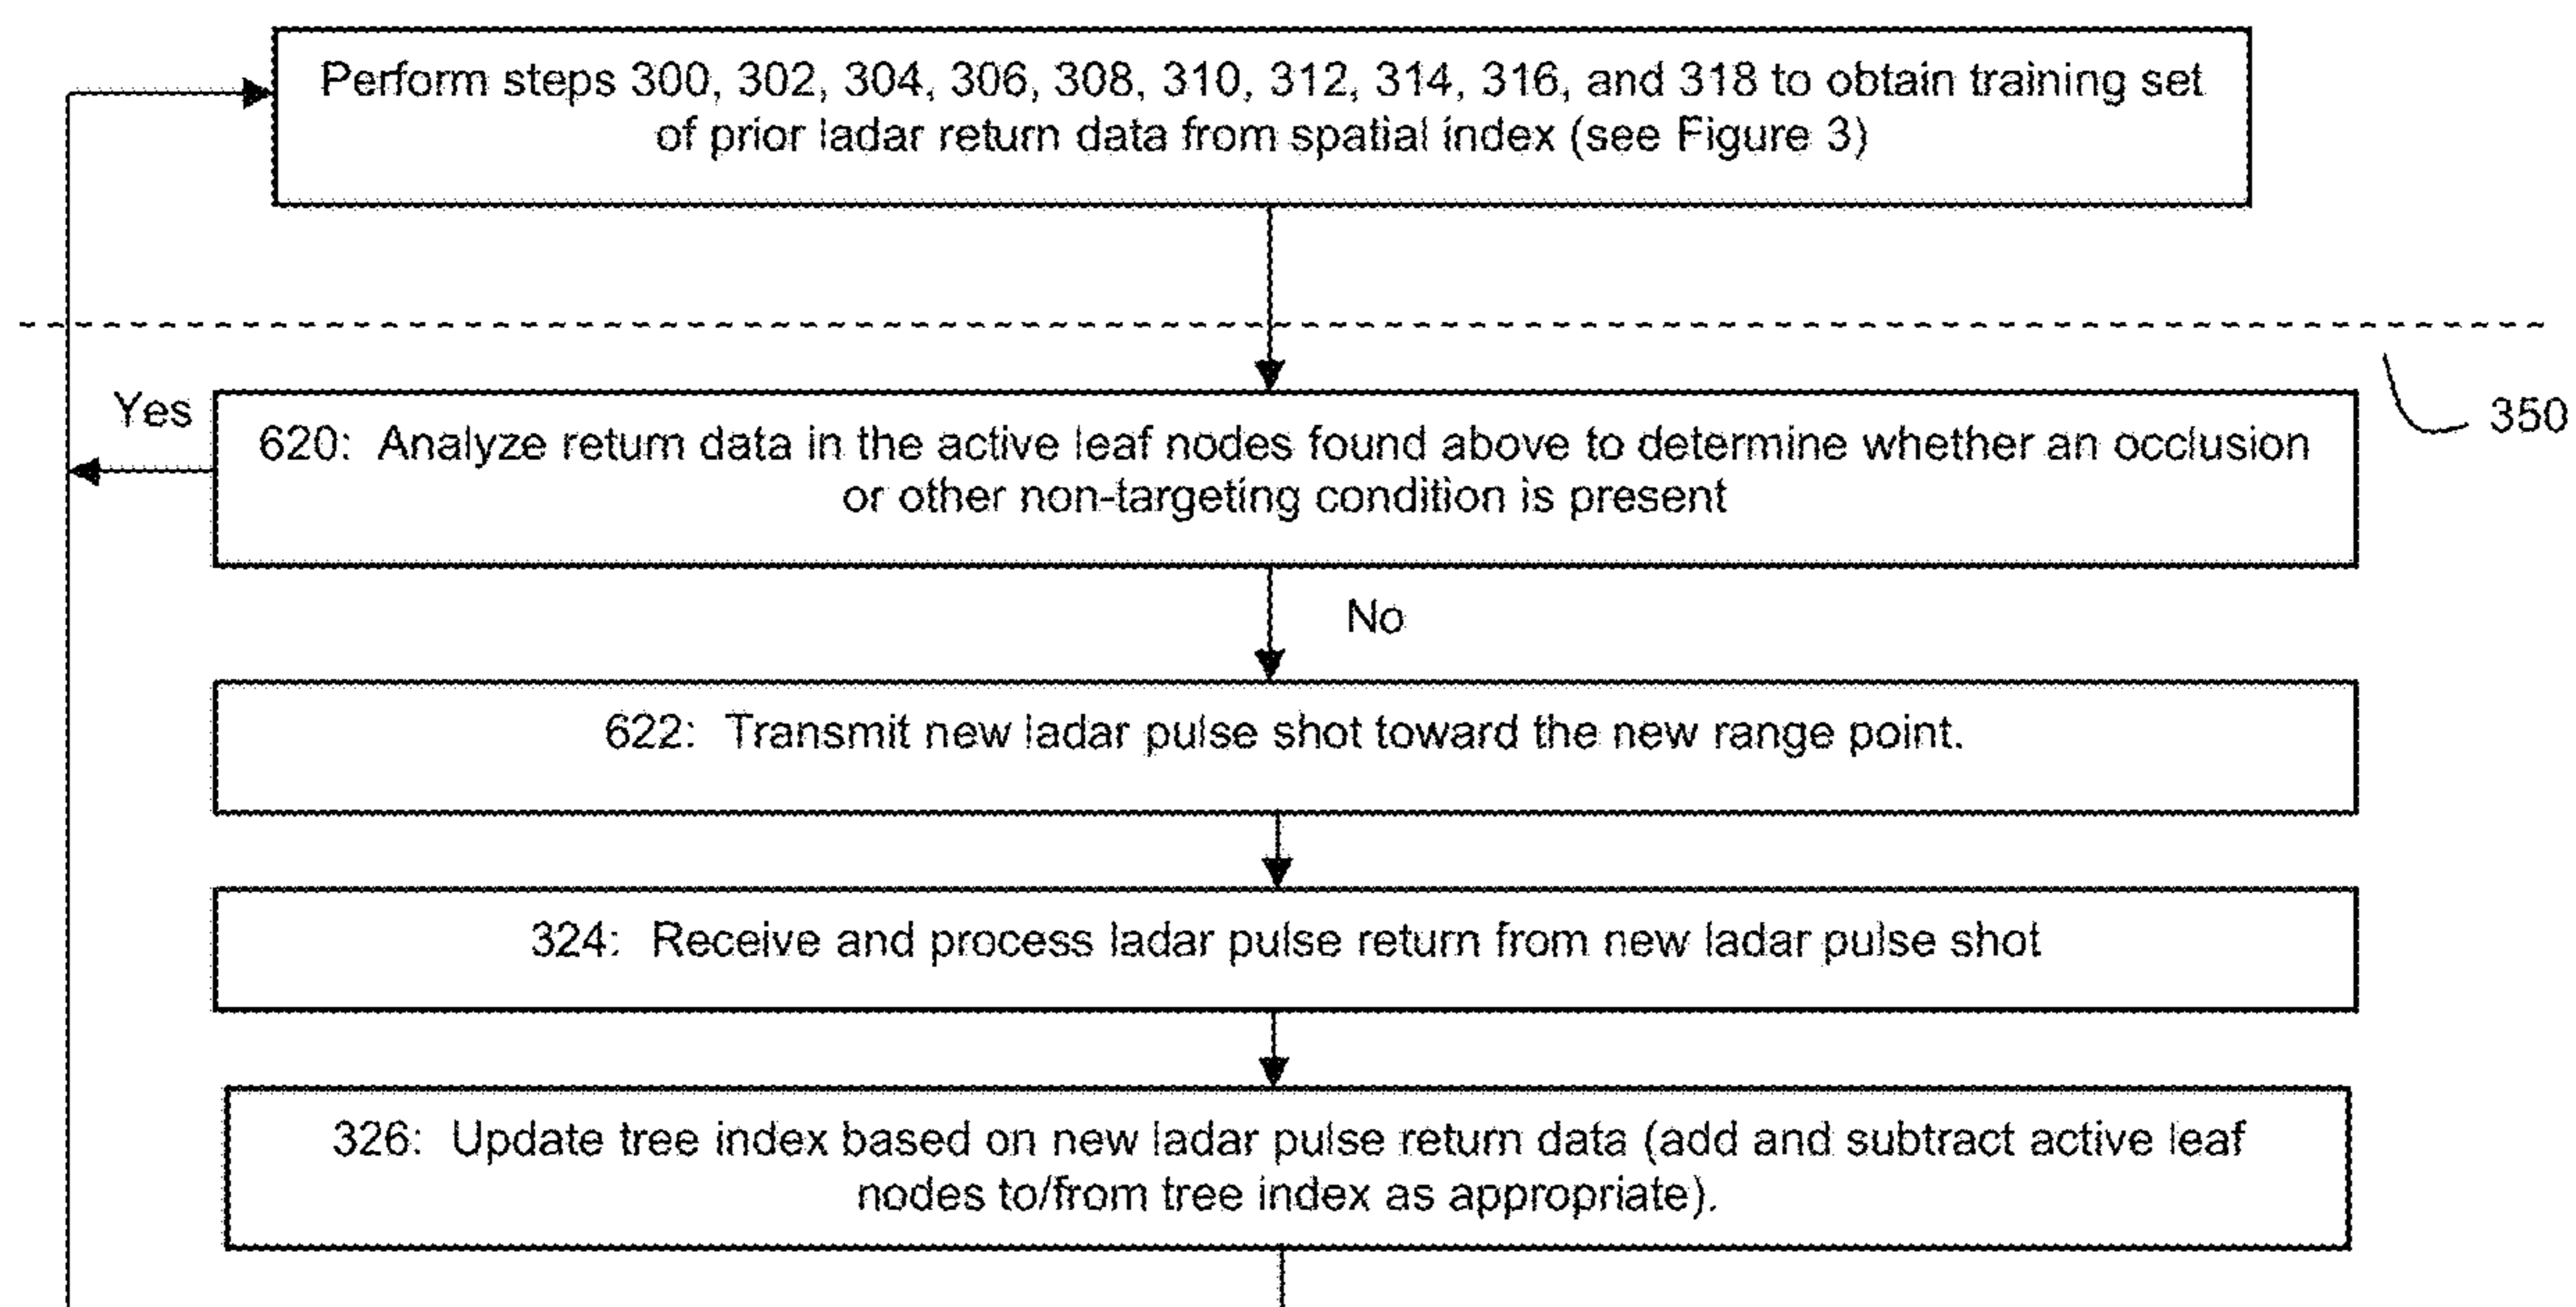 Perform steps 300, 302, 304, 306, 308, 310, 312, 314, 316, and 318 to obtain training set
of prior ladar return data from spatial index (see Figure 3)
350
Yes
620: Analyze return data in the active leaf nodes found above to determine whether an occlusion
or other non-targeting condition is present
No
622: Transmit new ladar pulse shot toward the new range point.
324: Receive and process ladar pulse return from new ladar pulse shot
326: Update tree index based on new ladar pulse return data (add and subtract active leaf
nodes to/from tree index as appropriate).